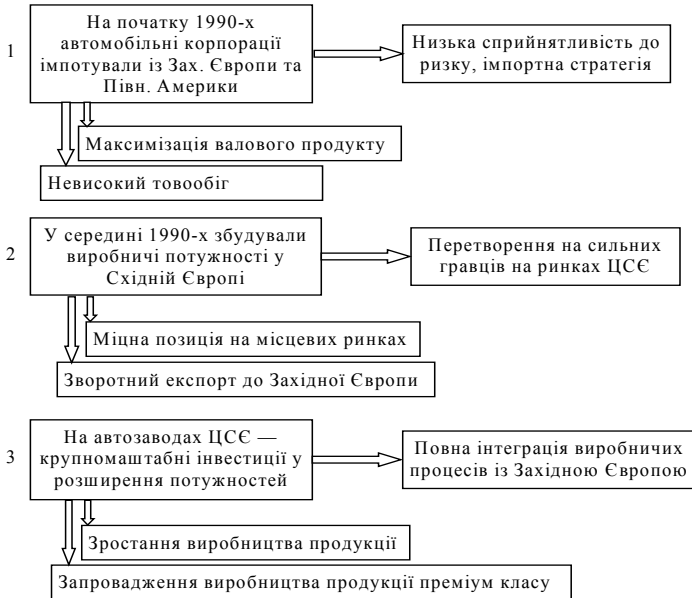 1
На початку 1990-х
автомобільні корпорації
імпотували із Зах. Європи та
Півн. Америки
Низька сприйнятливість до
ризику, імпортна стратегія
Максимізація валового продукту
Невисокий товообіг
2
У середині 1990-х збудували
виробничі потужності у
Східній Європі
Перетворення на сильних
гравців на ринках ЦСЄ
Міцна позиція на місцевих ринках
Зворотний експорт до Західної Європи
3
На автозаводах ЦСЄ —
крупномаштабні інвестиції у
розширення потужностей
Повна інтеграція виробничих
процесів із Західною Європою
Зростання виробництва продукції
Запровадження виробництва продукції преміум класу